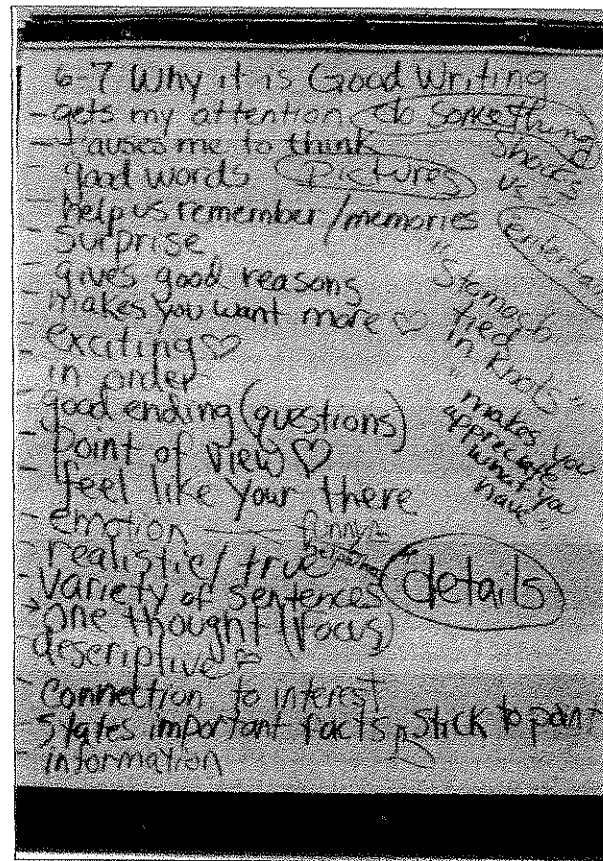 6-7 Why it is Good Writing
- gets my attention do something
- causes me to think shocks us
- good words pictures
- help us remember/memories
- surprise
- gives good reasons "Stomach tied in knots"
- makes you want more ♡
- exciting ♡
- in order
- good ending (questions) "makes you appreciate what you have"
- Point of view ♡
- feel like your there
- emotion funny
- realistic/true details
- Variety of sentences
→ one thought (focus)
descriptive ♡
- Connection to interest
- States important facts stick to point
- information